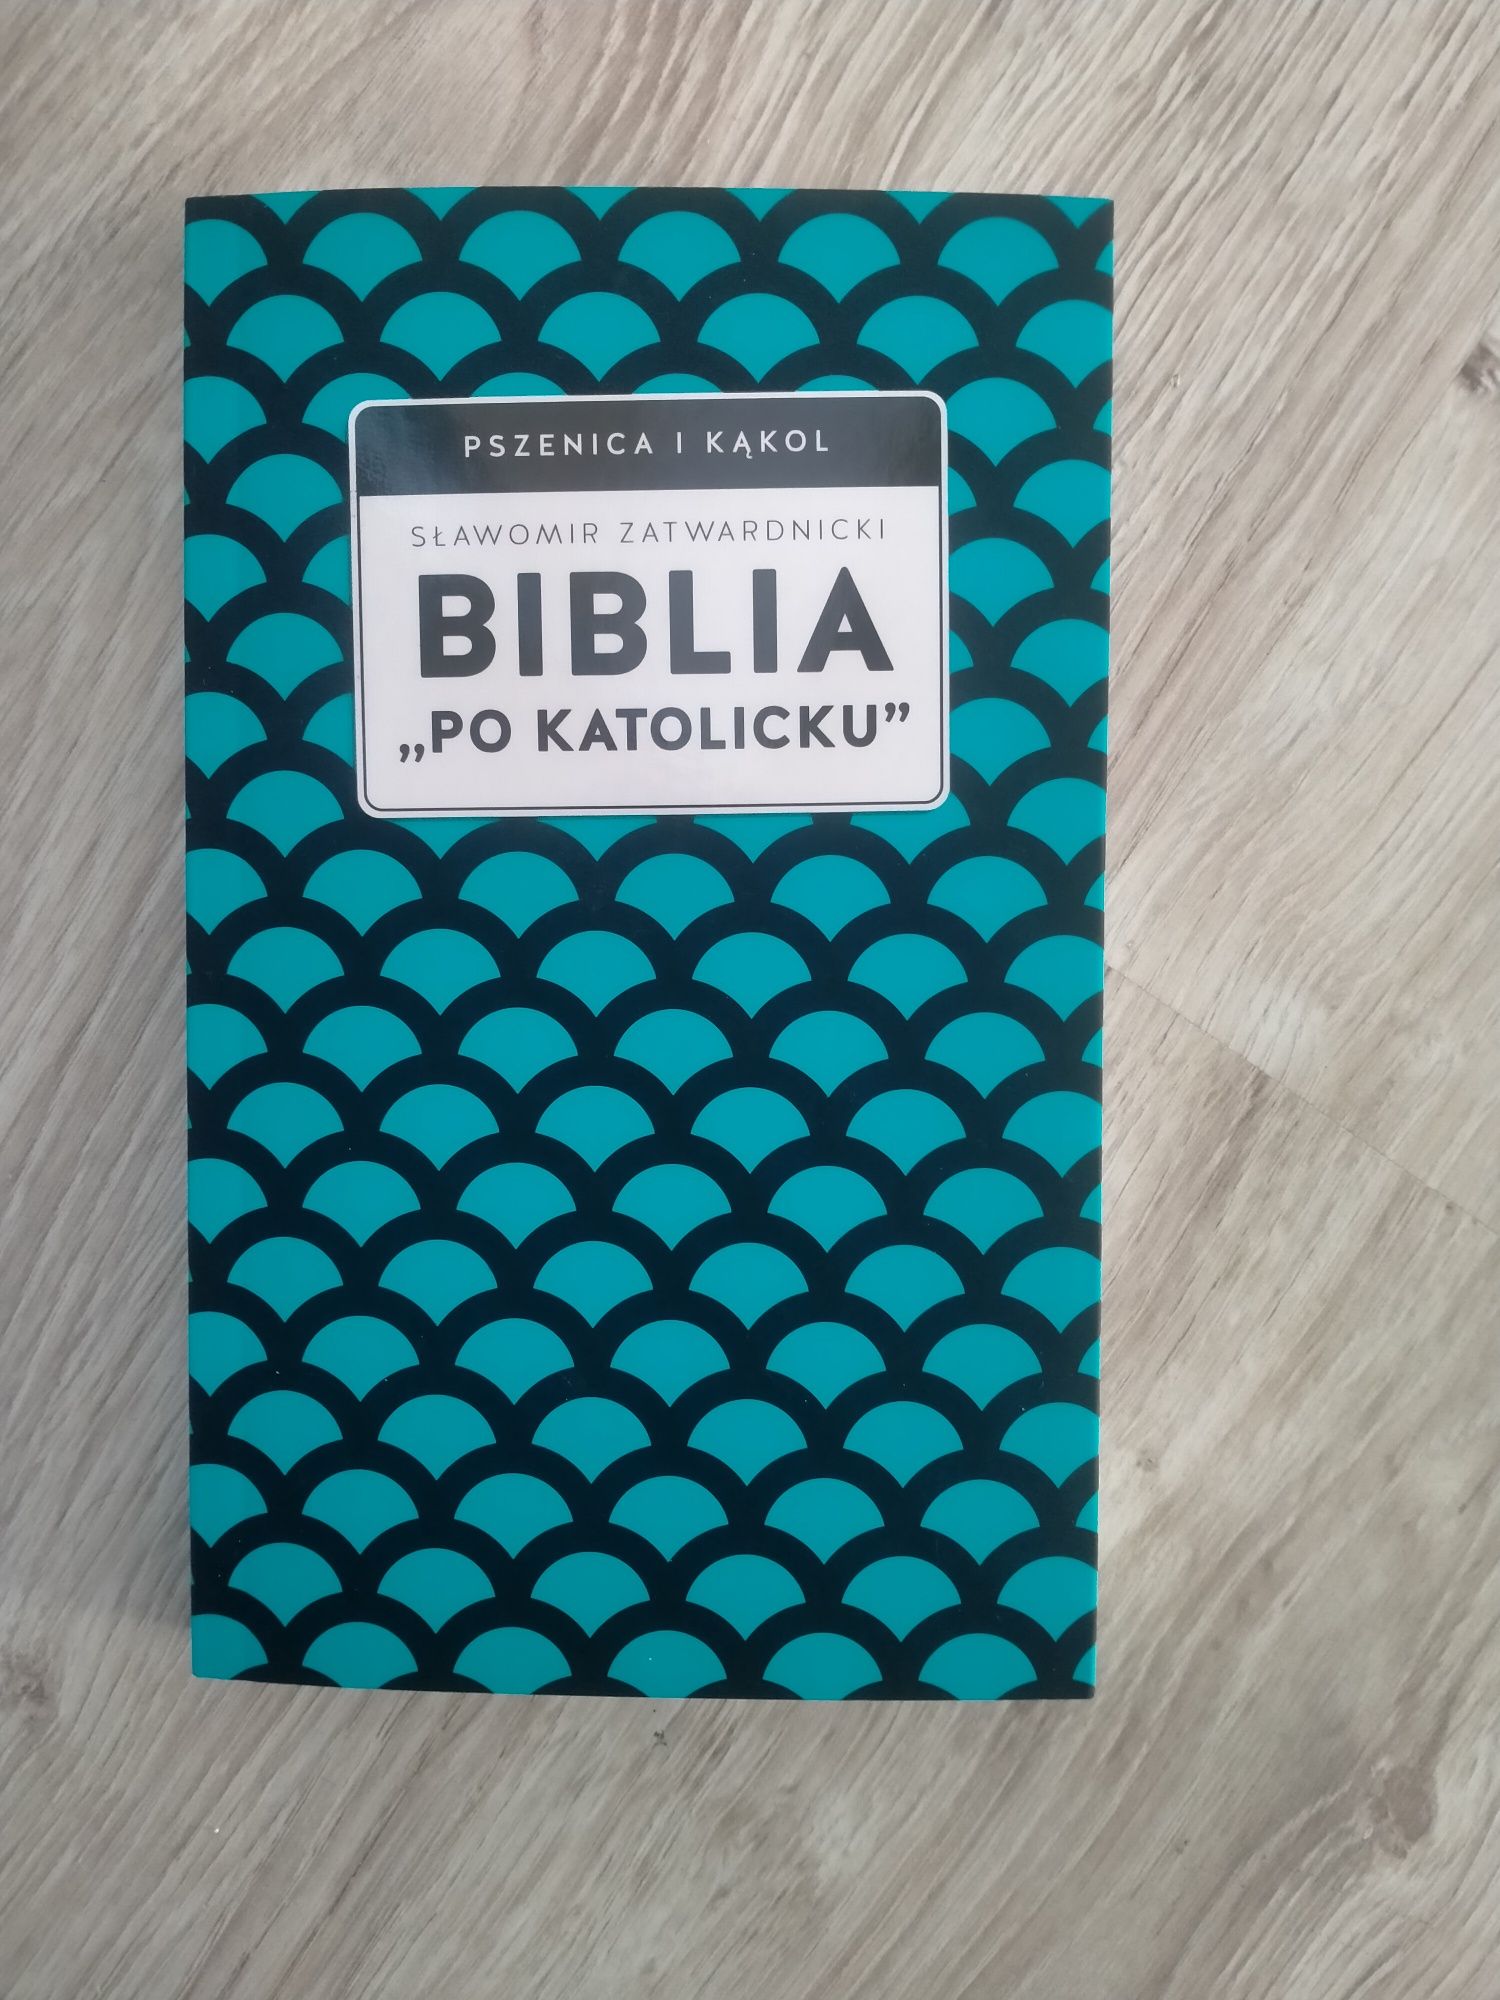 PSZENICA I KĄKOL
SŁAWOMIR ZATWARDNICKI
BIBLIA
„PO KATOLICKU”